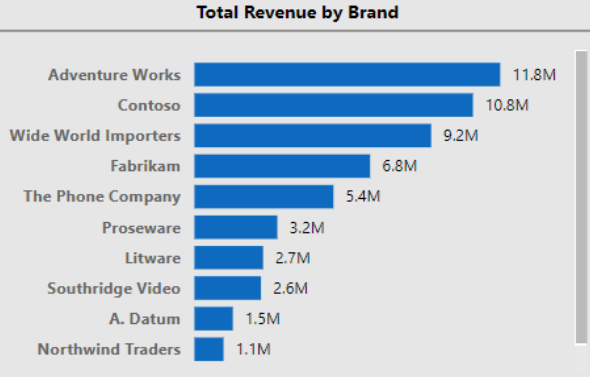 Total Revenue by Brand
Adventure Works 11.8M
Contoso 10.8M
Wide World Importers 9.2M
Fabrikam 6.8M
The Phone Company 5.4M
Proseware 3.2M
Litware 2.7M
Southridge Video 2.6M
A. Datum 1.5M
Northwind Traders 1.1M